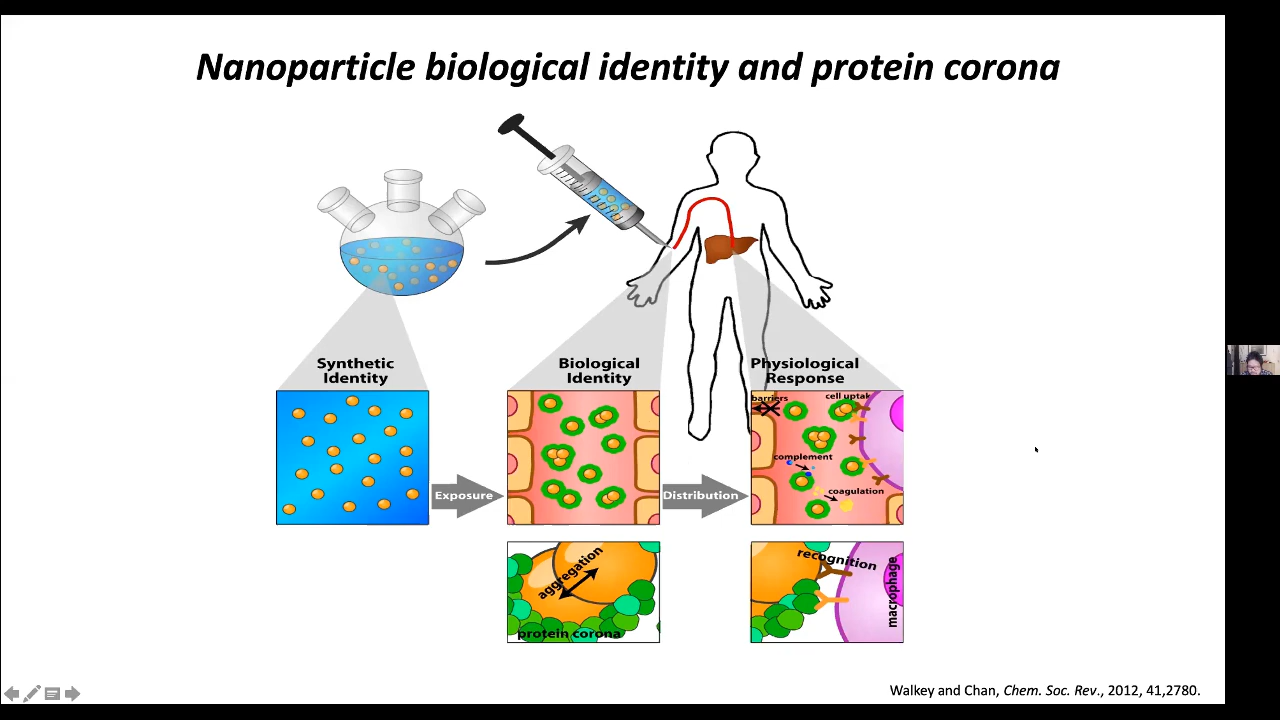 Nanoparticle biological identity and protein corona
Synthetic
Identity
Biological
Identity
Physiological
Response
Exposure
Distribution
barriers
cell uptak
complement
coagulation
aggregation
protein corona
recognition
macrophage
Walkey and Chan, Chem. Soc. Rev., 2012, 41,2780.